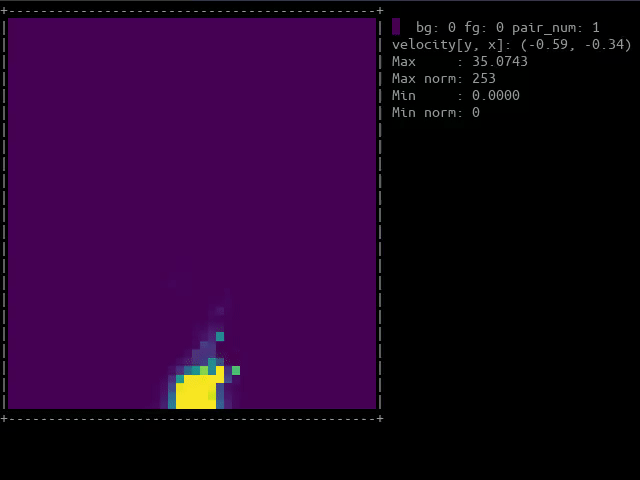 bg: 0 fg: 0 pair_num: 1
velocity[y, x]: (-0.59, -0.34)
Max     : 35.0743
Max norm: 253
Min     : 0.0000
Min norm: 0